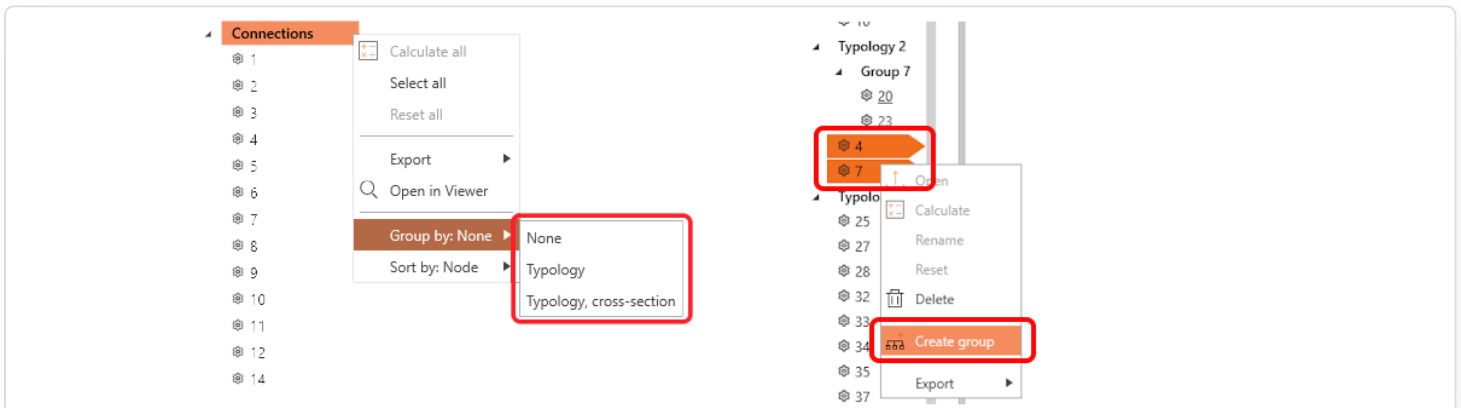 Connections
1
2
3
4
5
6
7
8
9
10
11
12
14
Calculate all
Select all
Reset all
Export
Open in Viewer
Group by: None
Sort by: Node
None
Typology
Typology, cross-section
10
Typology 2
Group 7
20
23
4
7
Typolo
25
27
28
32
33
34
35
37
Open
Calculate
Rename
Reset
Delete
Create group
Export